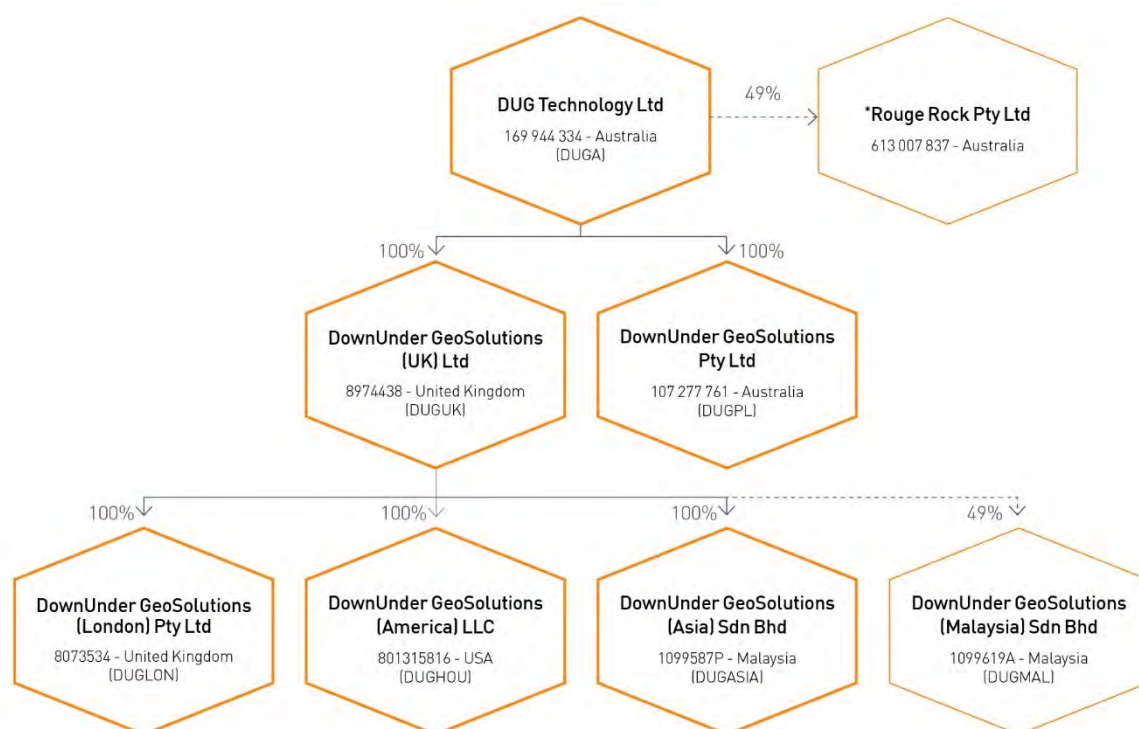 DUG Technology Ltd
169 944 334 - Australia
(DUGA)
49%
*Rouge Rock Pty Ltd
613 007 837 - Australia
100%
100%
DownUnder GeoSolutions
(UK) Ltd
8974438 - United Kingdom
(DUGUK)
DownUnder GeoSolutions
Pty Ltd
107 277 761 - Australia
(DUGPL)
100%
100%
100%
49%
DownUnder GeoSolutions
(London) Pty Ltd
8073534 - United Kingdom
(DUGLON)
DownUnder GeoSolutions
(America) LLC
801315816 - USA
(DUGHOU)
DownUnder GeoSolutions
(Asia) Sdn Bhd
1099587P - Malaysia
(DUGASIA)
DownUnder GeoSolutions
(Malaysia) Sdn Bhd
1099619A - Malaysia
(DUGMAL)